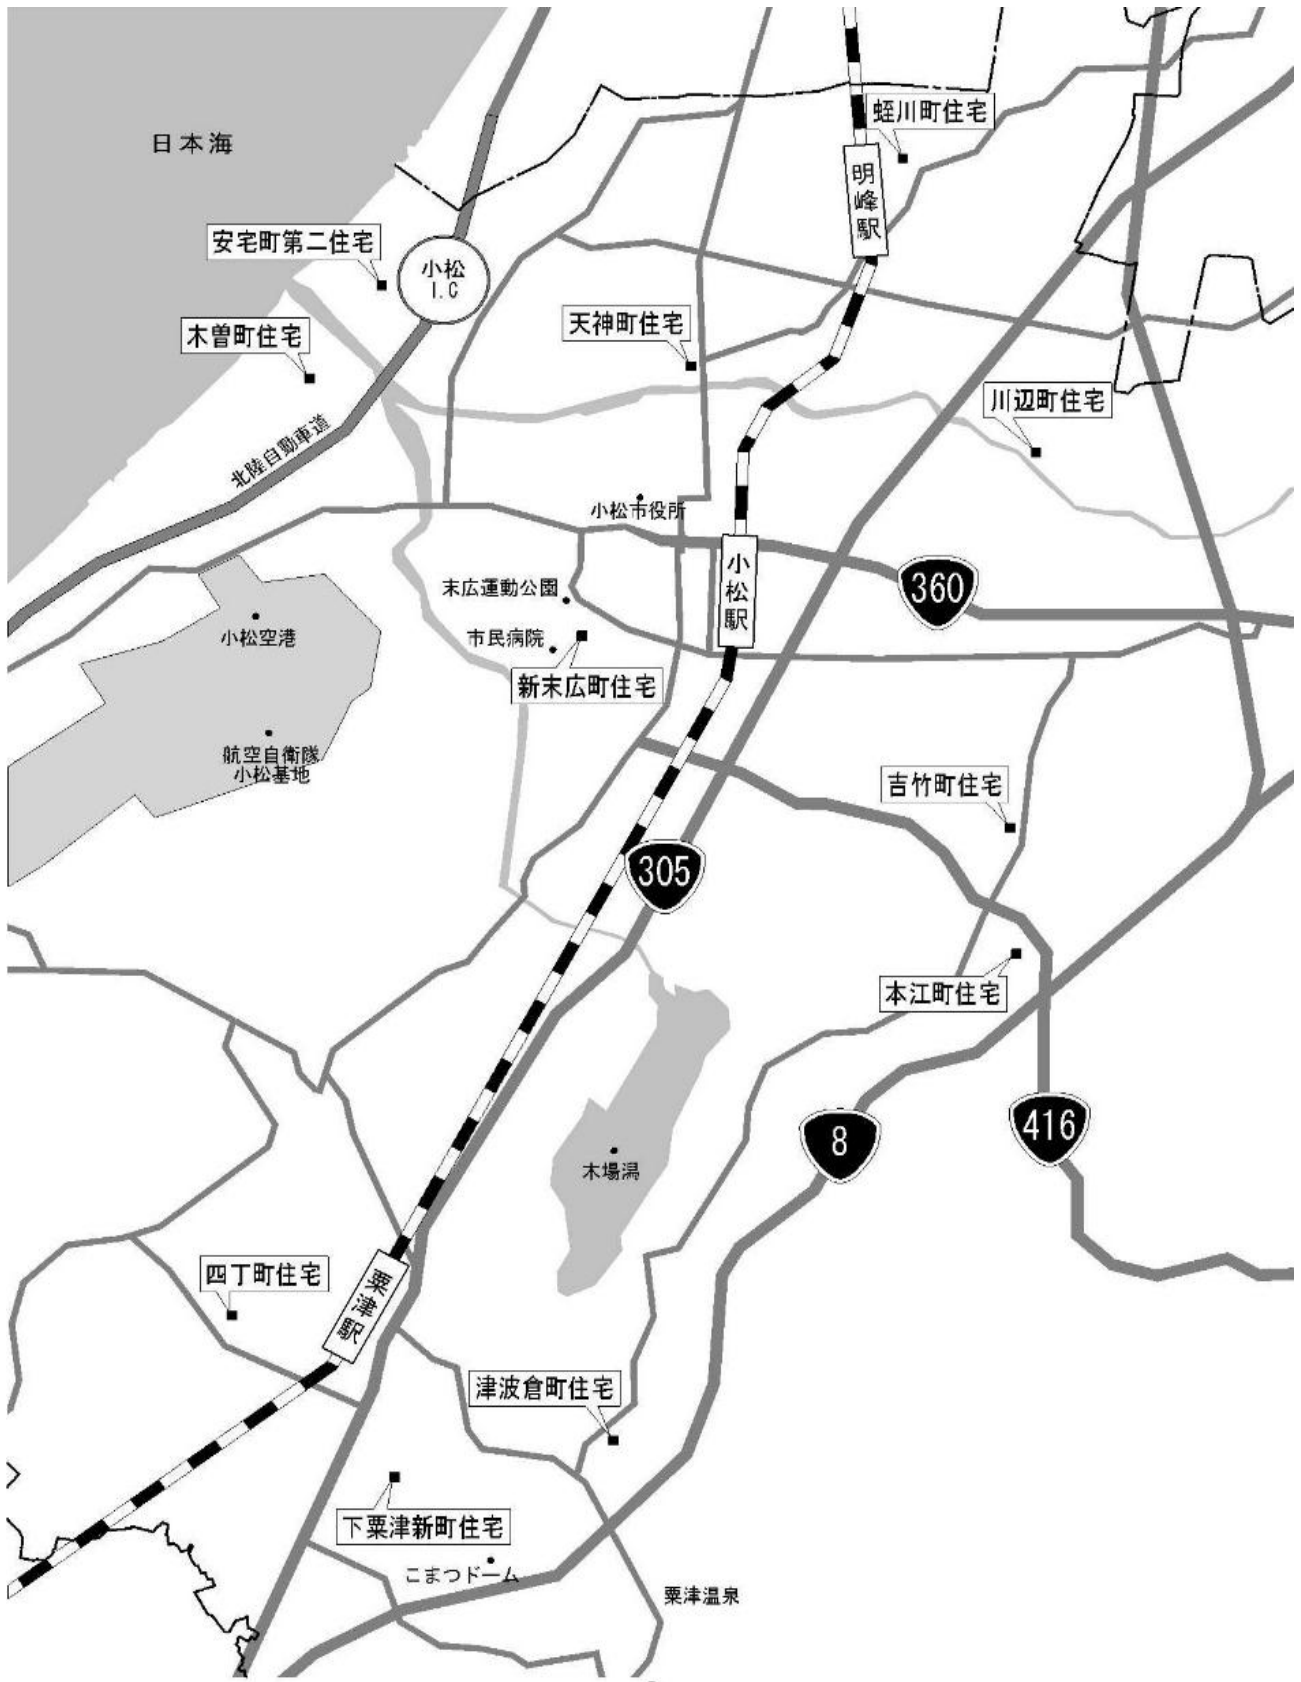 蛭川町住宅
日本海
明峰駅
安宅町第二住宅
小松
I.C
木曽町住宅
天神町住宅
川辺町住宅
北陸自動車道
小松市役所
小松駅
360
末広運動公園
小松空港
市民病院
新末広町住宅
航空自衛隊
小松基地
吉竹町住宅
305
本江町住宅
8
416
木場潟
四丁町住宅
粟津駅
津波倉町住宅
下粟津新町住宅
こまつドーム
粟津温泉